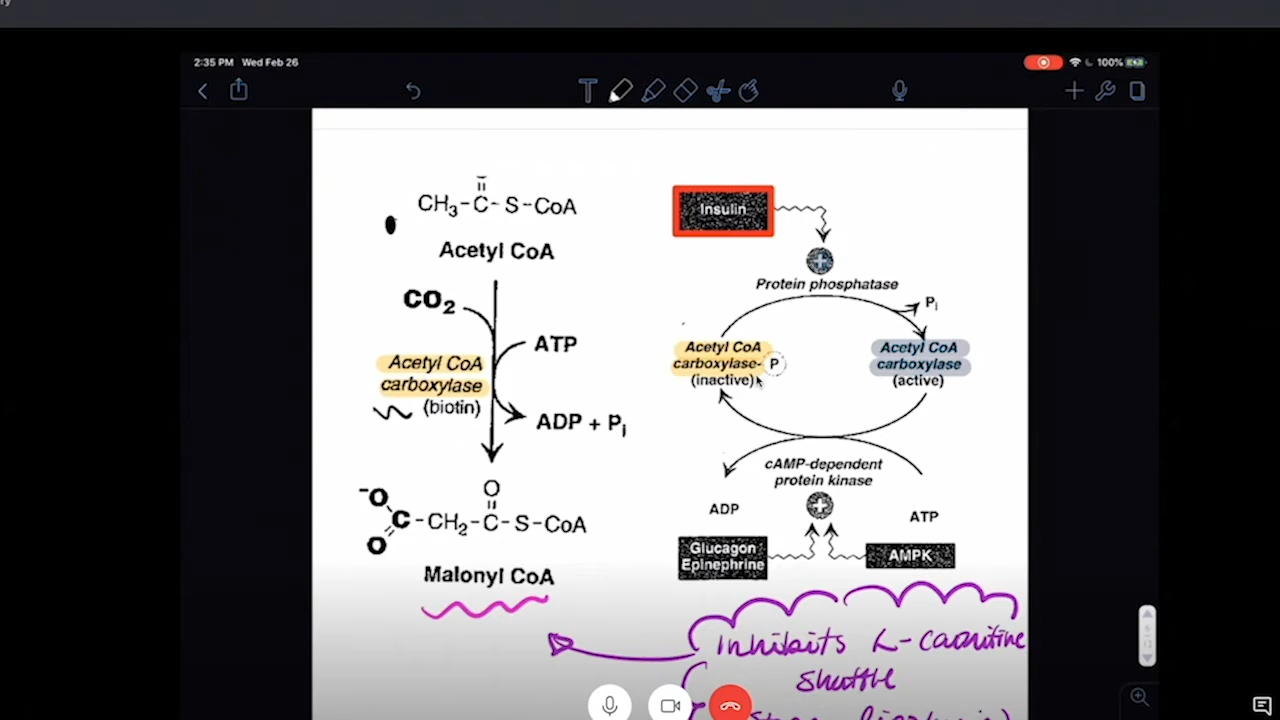 2:35 PM Wed Feb 26
100%
T
CH₃-C-S-CoA
Acetyl CoA
CO₂
ATP
Acetyl CoA
carboxylase
(biotin)
ADP + Pi
⁻O
O
C-CH₂-C-S-CoA
O
Malonyl CoA
Insulin
+
Protein phosphatase
Pi
Acetyl CoA
carboxylase- P
(inactive)
Acetyl CoA
carboxylase
(active)
cAMP-dependent
protein kinase
ADP
+
ATP
Glucagon
Epinephrine
AMPK
Inhibits L-carnitine
shuttle